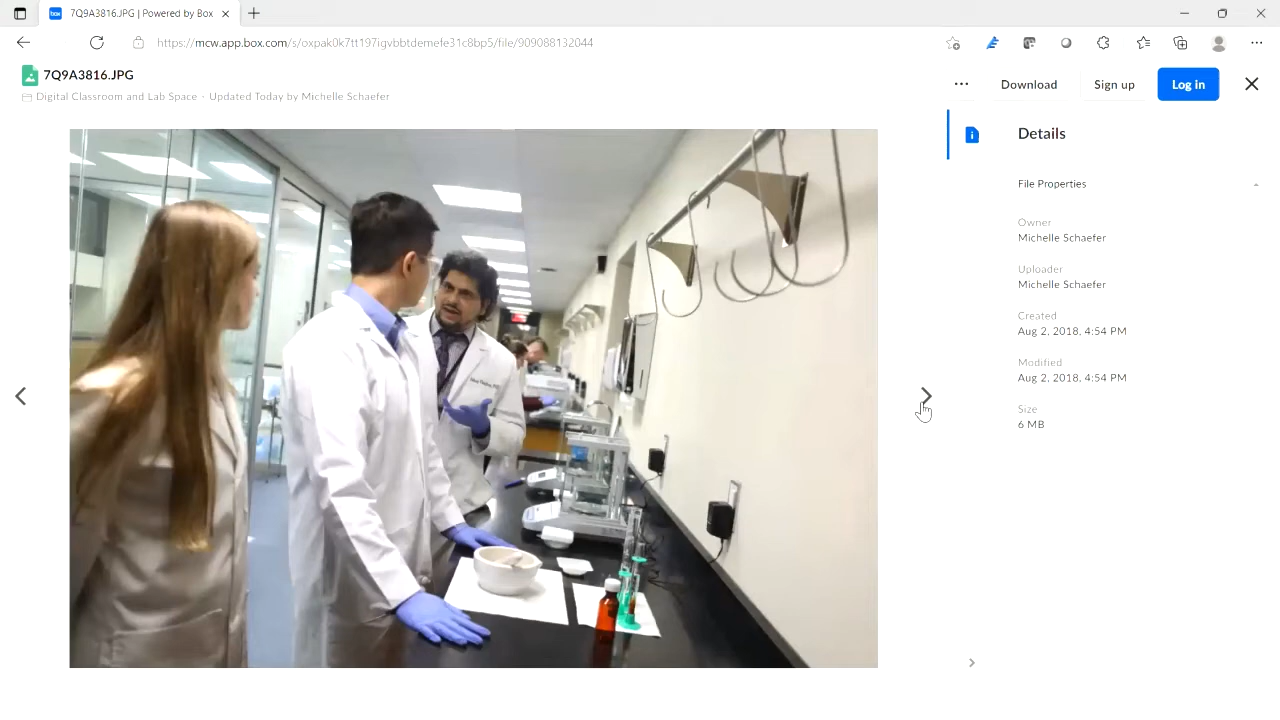 box 7Q9A3816.JPG | Powered by Box
https://mcw.app.box.com/s/oxpak0k7tt197igvbbtdemefe31c8bp5/file/909088132044
7Q9A3816.JPG
Digital Classroom and Lab Space - Updated Today by Michelle Schaefer
Download Sign up Log in
Details
File Properties
Owner
Michelle Schaefer
Uploader
Michelle Schaefer
Created
Aug 2, 2018, 4:54 PM
Modified
Aug 2, 2018, 4:54 PM
Size
6 MB